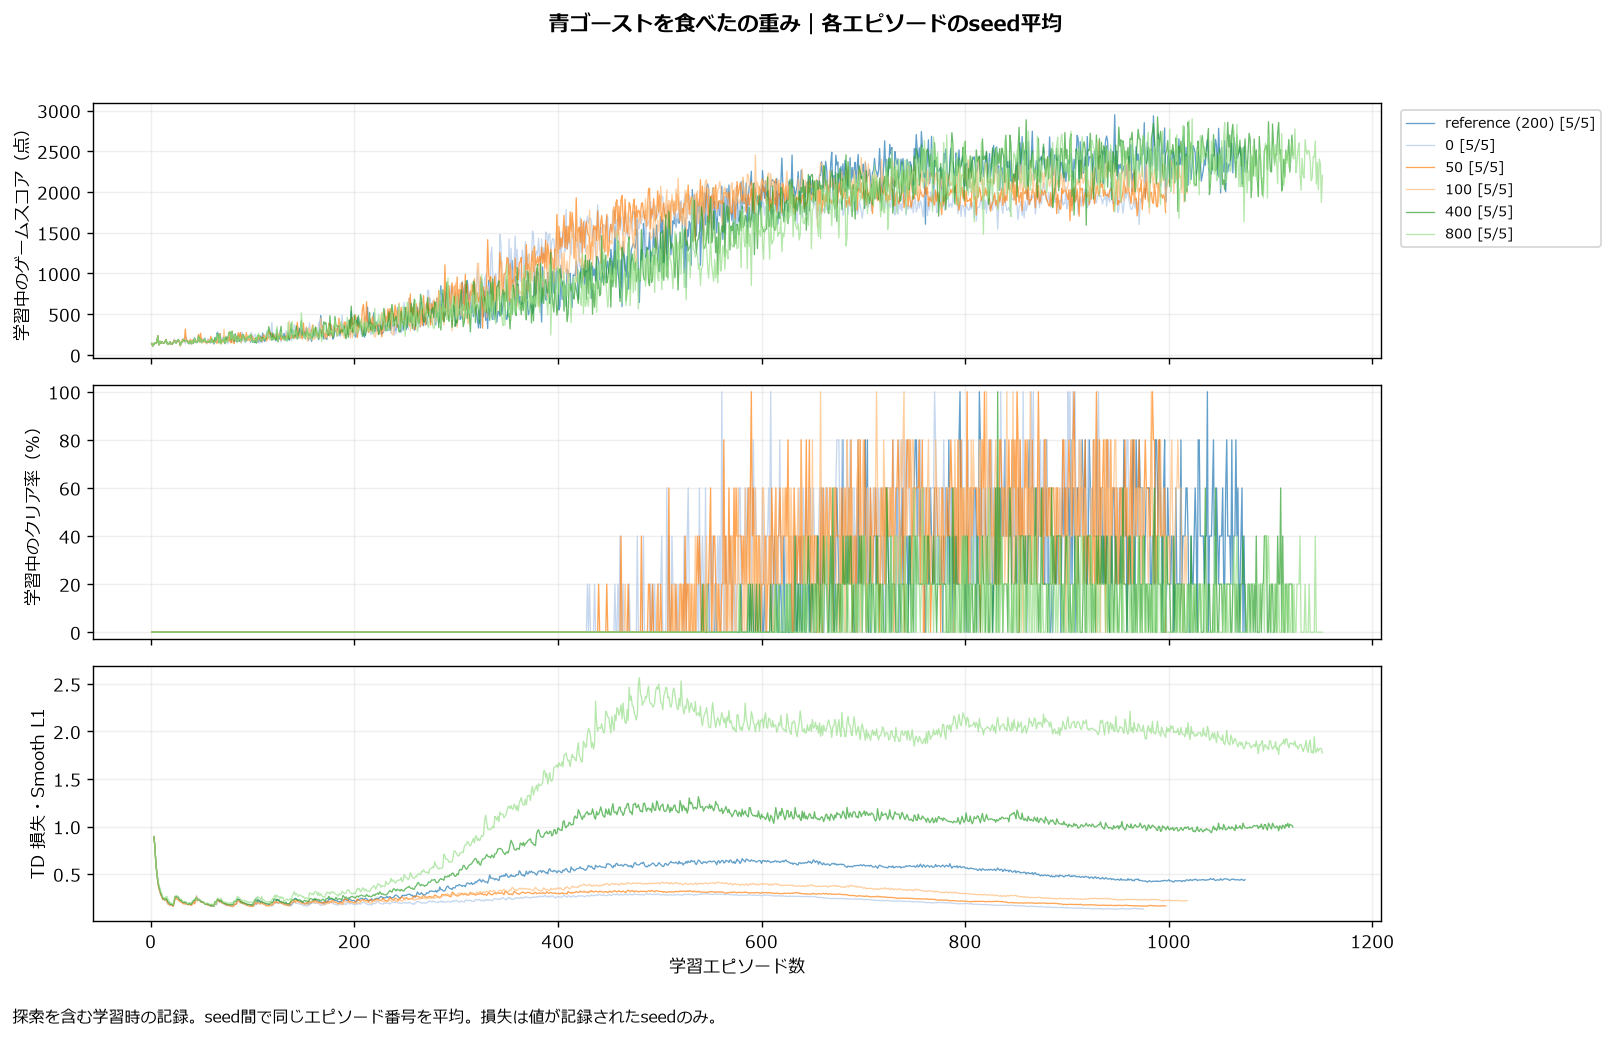 青ゴーストを食べたの重み｜各エピソードのseed平均
学習中のゲームスコア（点）
3000
2500
2000
1500
1000
500
0
reference (200) [5/5]
0 [5/5]
50 [5/5]
100 [5/5]
400 [5/5]
800 [5/5]
学習中のクリア率（%）
100
80
60
40
20
0
TD 損失・Smooth L1
2.5
2.0
1.5
1.0
0.5
0 200 400 600 800 1000 1200
学習エピソード数
探索を含む学習時の記録。seed間で同じエピソード番号を平均。損失は値が記録されたseedのみ。